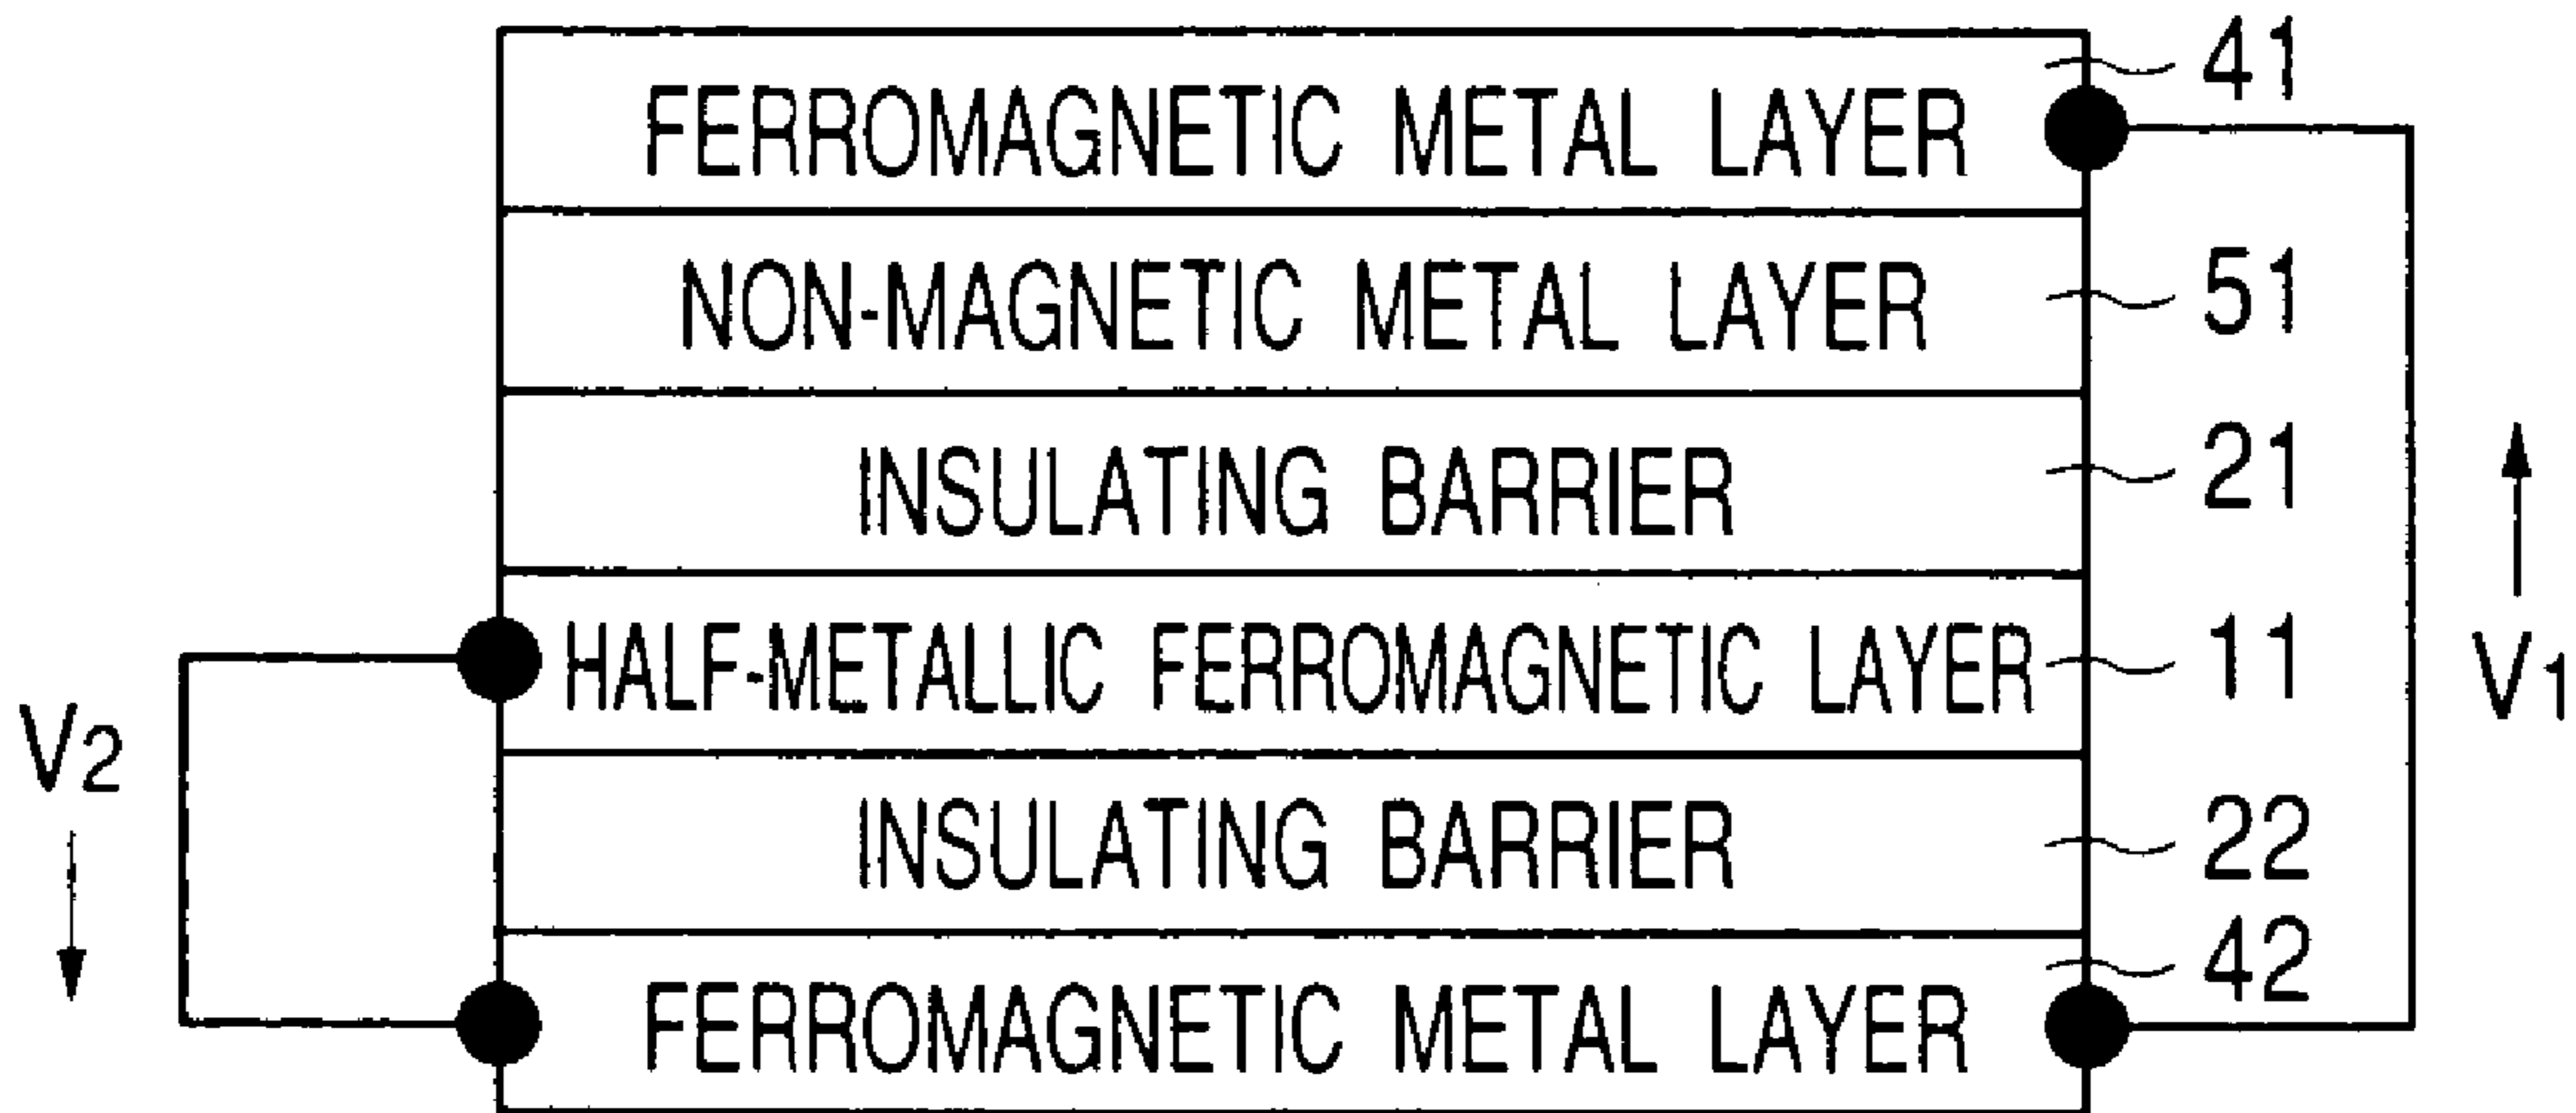 FERROMAGNETIC METAL LAYER 41
NON-MAGNETIC METAL LAYER 51
INSULATING BARRIER 21
HALF-METALLIC FERROMAGNETIC LAYER 11
V1
V2
INSULATING BARRIER 22
FERROMAGNETIC METAL LAYER 42